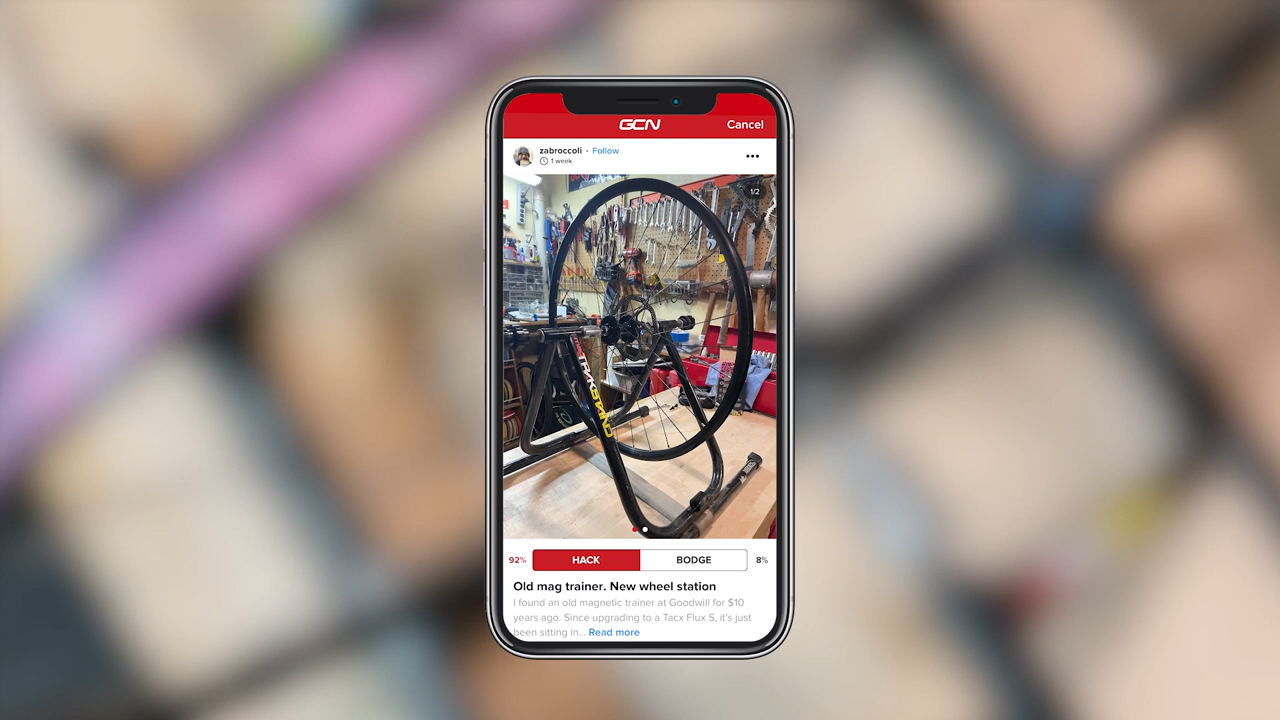 GCN
Cancel
zabroccoli • Follow
1 week
1/2
TRAKSTAND
92%
HACK
BODGE
8%
Old mag trainer. New wheel station
I found an old magnetic trainer at Goodwill for $10
years ago. Since upgrading to a Tacx Flux S, it's just
been sitting in... Read more